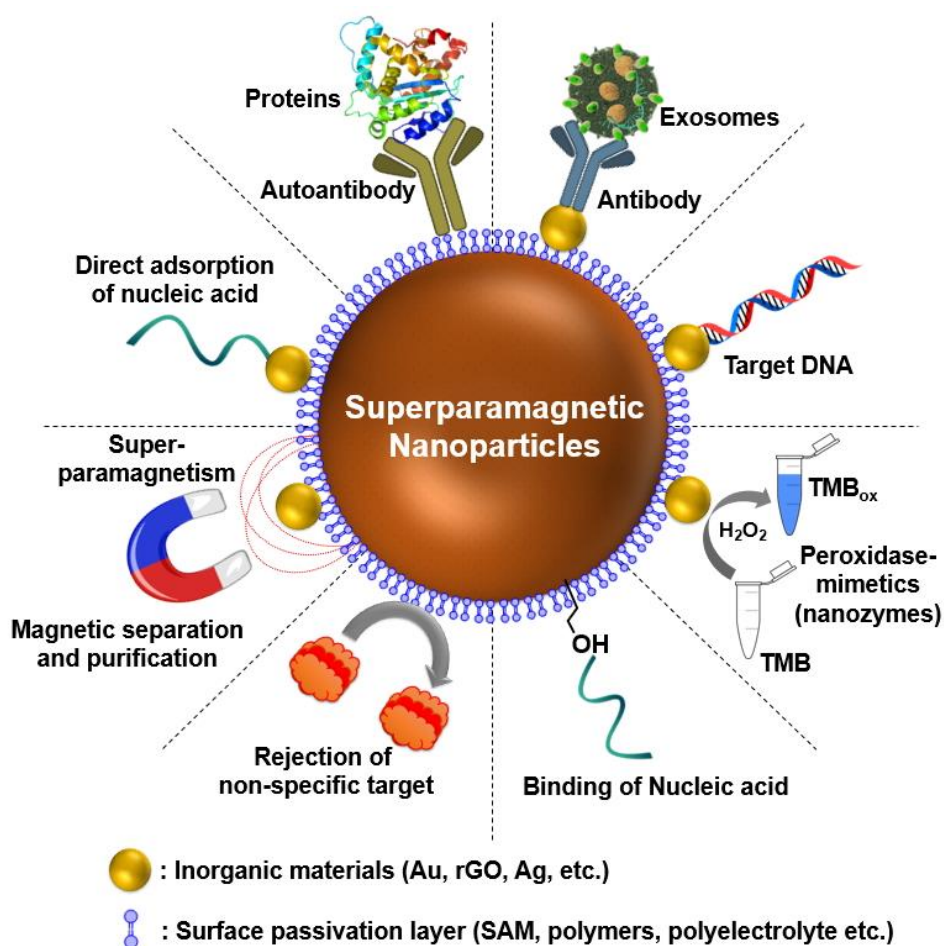 Proteins
Exosomes
Autoantibody
Antibody
Direct adsorption
of nucleic acid
Target DNA
Superparamagnetic
Nanoparticles
Super-
paramagnetism
TMBox
H2O2
Peroxidase-
mimetics
(nanozymes)
TMB
Magnetic separation
and purification
OH
Rejection of
non-specific target
Binding of Nucleic acid
: Inorganic materials (Au, rGO, Ag, etc.)
: Surface passivation layer (SAM, polymers, polyelectrolyte etc.)